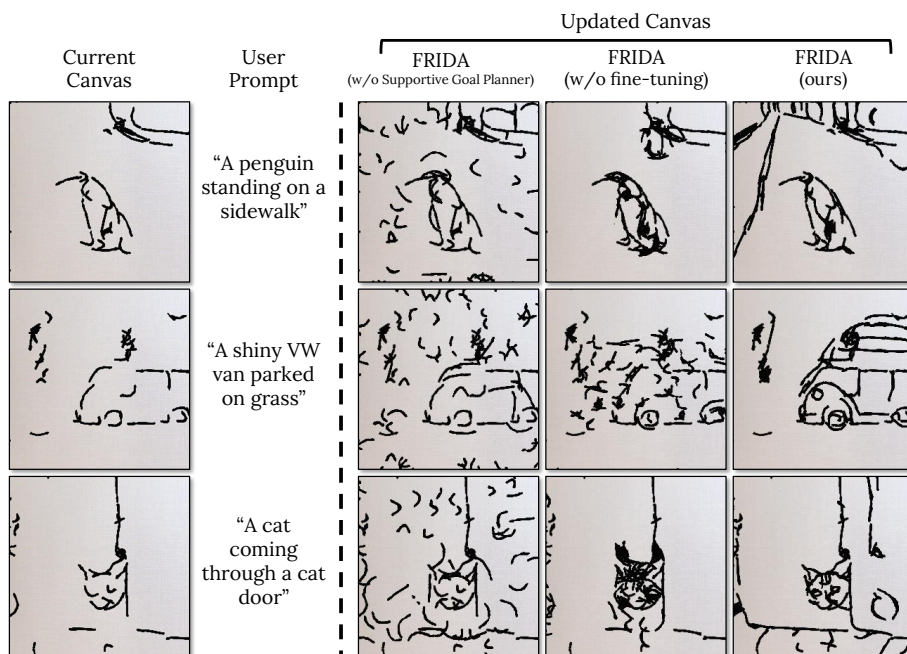 Updated Canvas
Current
Canvas
User
Prompt
FRIDA
(w/o Supportive Goal Planner)
FRIDA
(w/o fine-tuning)
FRIDA
(ours)
“A penguin
standing on a
sidewalk”
“A shiny VW
van parked
on grass”
“A cat
coming
through a cat
door”